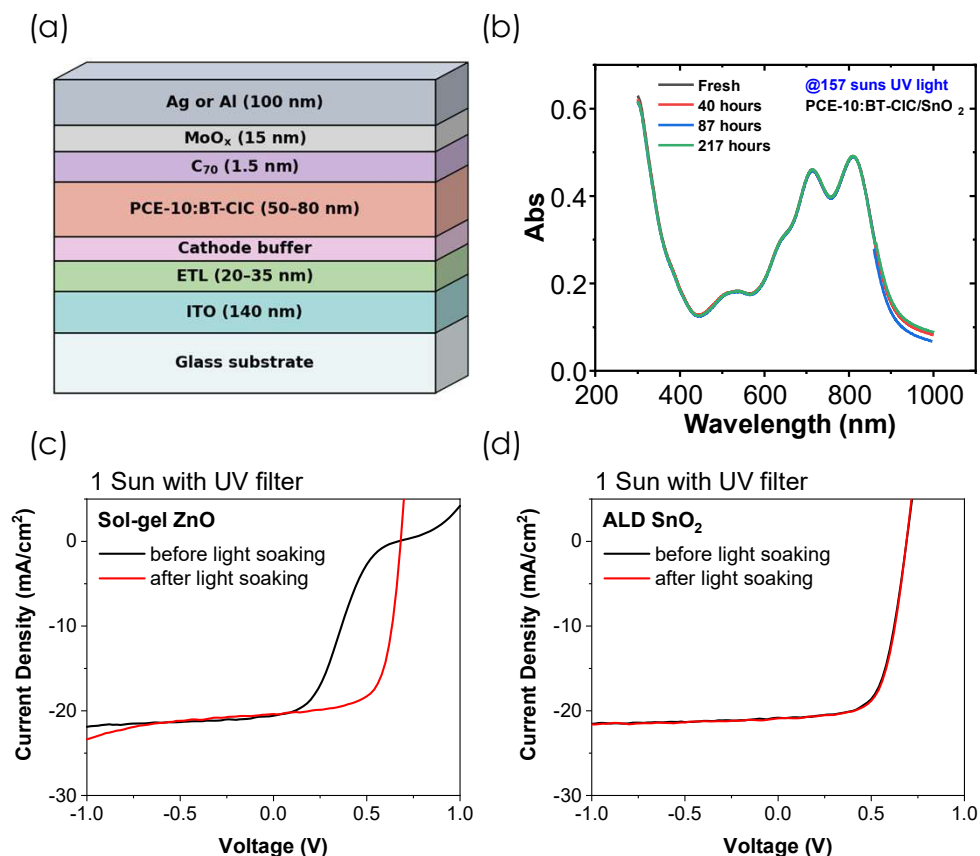 (a)
Ag or Al (100 nm)
MoOₓ (15 nm)
C₇₀ (1.5 nm)
PCE-10:BT-CIC (50–80 nm)
Cathode buffer
ETL (20–35 nm)
ITO (140 nm)
Glass substrate
(b)
Fresh
40 hours
87 hours
217 hours
@157 suns UV light
PCE-10:BT-CIC/SnO₂
0.6
0.4
0.2
0.0
Abs
200 400 600 800 1000
Wavelength (nm)
(c)
1 Sun with UV filter
Sol-gel ZnO
before light soaking
after light soaking
0
-10
-20
-30
Current Density (mA/cm²)
-1.0 -0.5 0.0 0.5 1.0
Voltage (V)
(d)
1 Sun with UV filter
ALD SnO₂
before light soaking
after light soaking
0
-10
-20
-30
Current Density (mA/cm²)
-1.0 -0.5 0.0 0.5 1.0
Voltage (V)